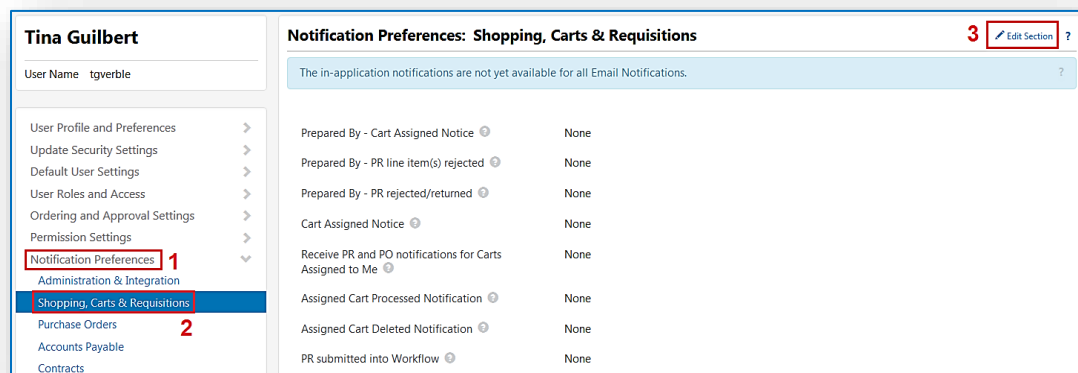 Tina Guilbert
User Name tgverble
User Profile and Preferences
Update Security Settings
Default User Settings
User Roles and Access
Ordering and Approval Settings
Permission Settings
Notification Preferences 1
Administration & Integration
Shopping, Carts & Requisitions
2
Purchase Orders
Accounts Payable
Contracts
Notification Preferences: Shopping, Carts & Requisitions 3 Edit Section ?
The in-application notifications are not yet available for all Email Notifications. ?
Prepared By - Cart Assigned Notice ? None
Prepared By - PR line item(s) rejected ? None
Prepared By - PR rejected/returned ? None
Cart Assigned Notice ? None
Receive PR and PO notifications for Carts None
Assigned to Me ?
Assigned Cart Processed Notification ? None
Assigned Cart Deleted Notification ? None
PR submitted into Workflow ? None